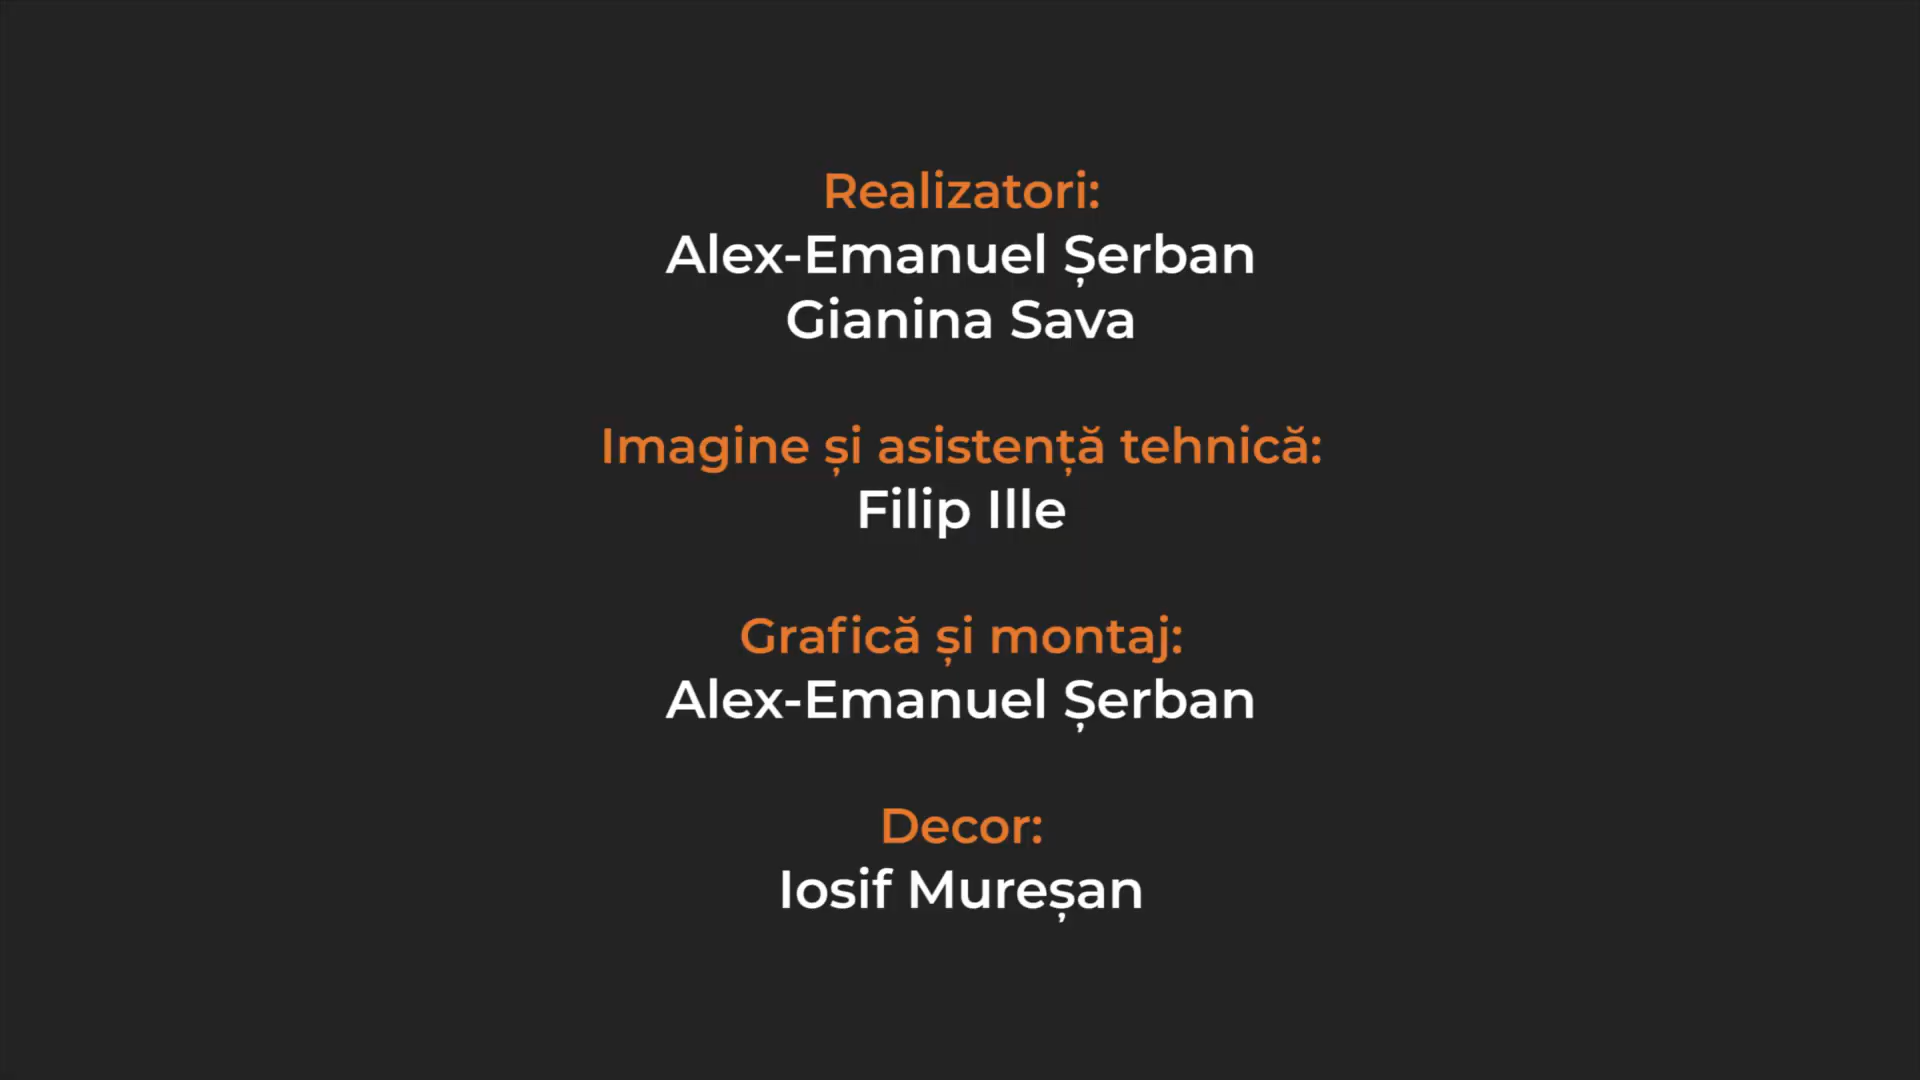 Realizatori:
Alex-Emanuel Șerban
Gianina Sava
Imagine și asistență tehnică:
Filip Ille
Grafică și montaj:
Alex-Emanuel Șerban
Decor:
Iosif Mureșan